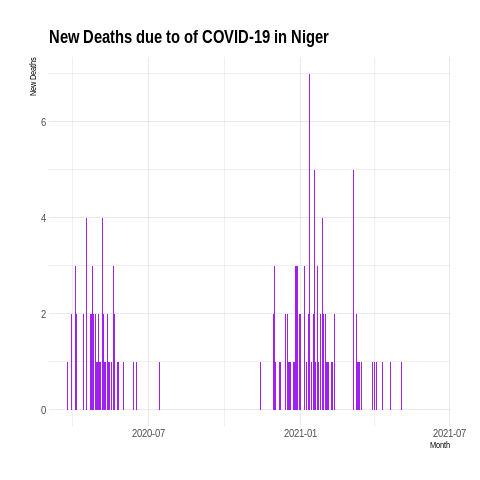 New Deaths due to of COVID-19 in Niger
New Deaths
6
4
2
0
2020-07
2021-01
2021-07
Month